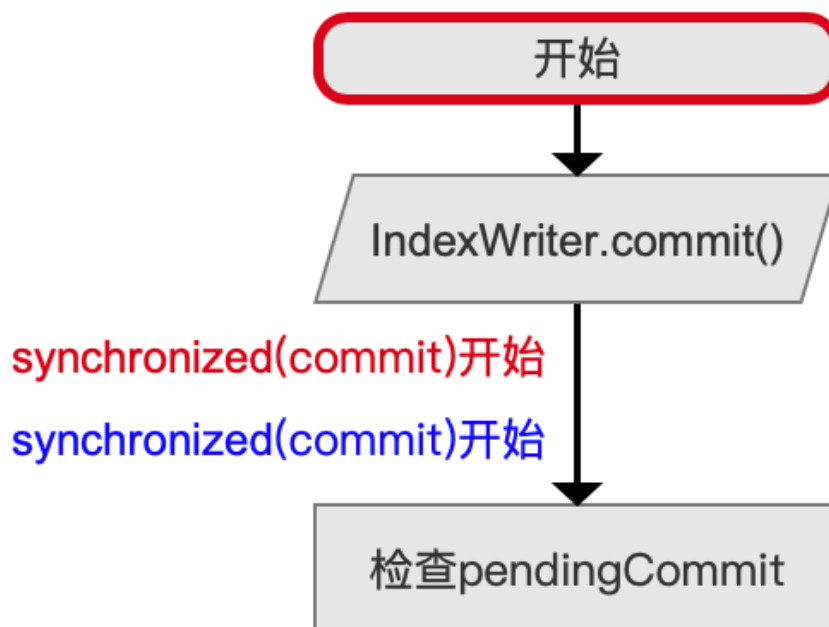 开始
IndexWriter.commit()
synchronized(commit)开始
synchronized(commit)开始
检查pendingCommit